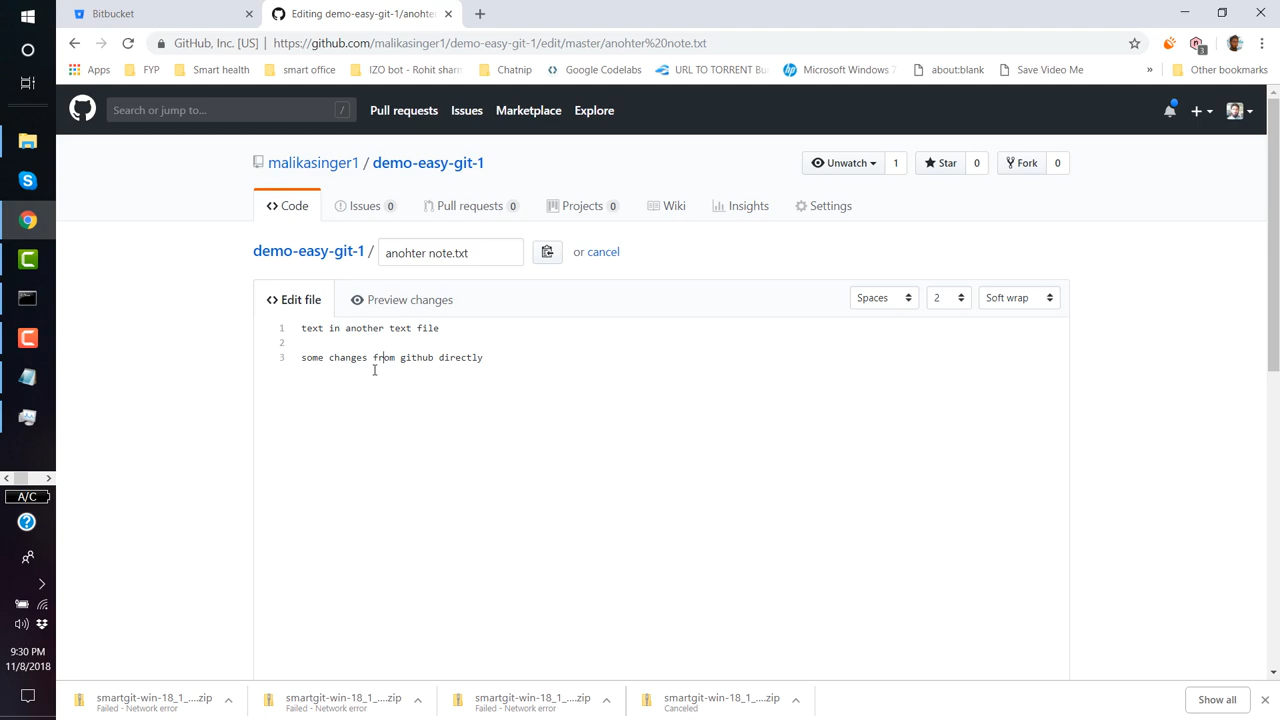 Bitbucket
Editing demo-easy-git-1/anohter
GitHub, Inc. [US] https://github.com/malikasinger1/demo-easy-git-1/edit/master/anohter%20note.txt
3
Apps FYP Smart health smart office IZO bot - Rohit sharm Chatnip Google Codelabs URL TO TORRENT Bu Microsoft Windows 7 about:blank Save Video Me » Other bookmarks
Search or jump to... / Pull requests Issues Marketplace Explore
malikasinger1 / demo-easy-git-1 Unwatch 1 Star 0 Fork 0
<> Code Issues 0 Pull requests 0 Projects 0 Wiki Insights Settings
demo-easy-git-1 / anohter note.txt or cancel
<> Edit file Preview changes Spaces 2 Soft wrap
1 text in another text file
2
3 some changes from github directly
A/C
9:30 PM
11/8/2018
smartgit-win-18_1_....zip smartgit-win-18_1_....zip smartgit-win-18_1_....zip smartgit-win-18_1_....zip Show all
Failed - Network error Failed - Network error Failed - Network error Canceled